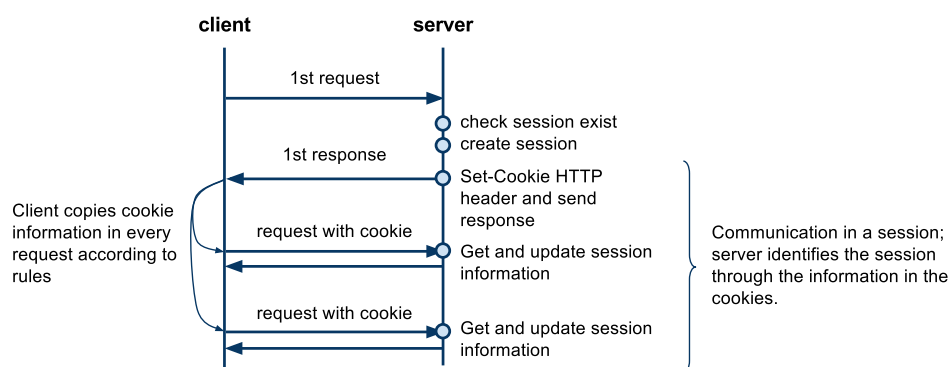 client
server
1st request
check session exist
create session
1st response
Set-Cookie HTTP
header and send
response
Client copies cookie
information in every
request according to
rules
request with cookie
Get and update session
information
Communication in a session;
server identifies the session
through the information in the
cookies.
request with cookie
Get and update session
information